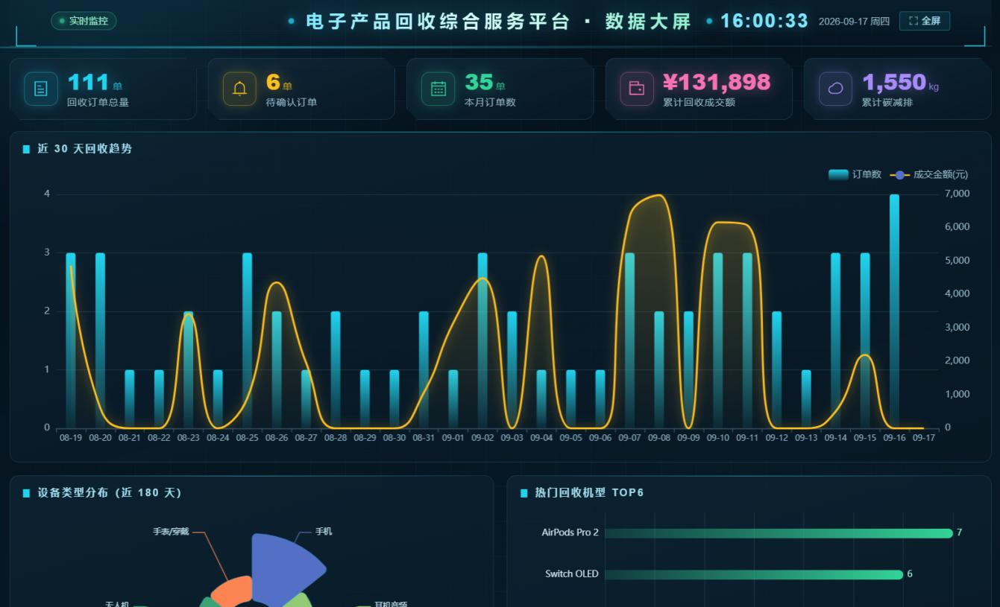 实时监控
电子产品回收综合服务平台 · 数据大屏
16:00:33
2026-09-17 周四
全屏
111 单
回收订单总量
6 单
待确认订单
35 单
本月订单数
¥131,898
累计回收成交额
1,550 kg
累计碳减排
近 30 天回收趋势
订单数 成交金额(元)
4 7,000
6,000
3 5,000
4,000
2 3,000
2,000
1 1,000
0 0
08-19 08-20 08-21 08-22 08-23 08-24 08-25 08-26 08-27 08-28 08-29 08-30 08-31 09-01 09-02 09-03 09-04 09-05 09-06 09-07 09-08 09-09 09-10 09-11 09-12 09-13 09-14 09-15 09-16 09-17
设备类型分布 (近 180 天)
手表/穿戴 手机
无人机 耳机音频
热门回收机型 TOP6
AirPods Pro 2 7
Switch OLED 6